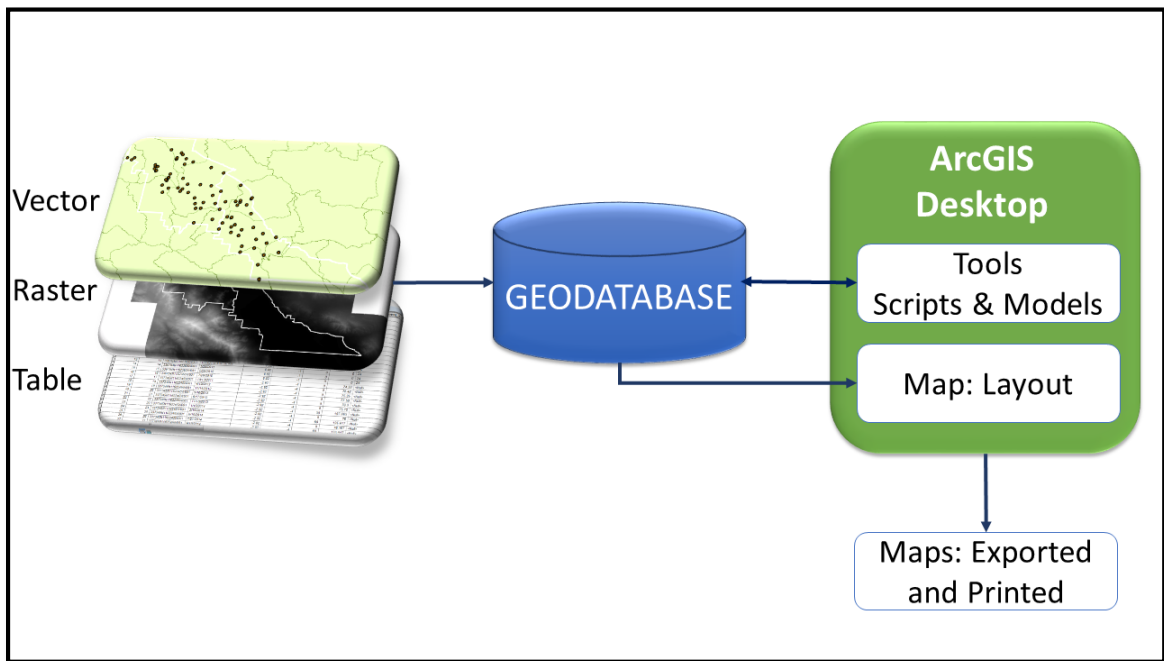 Vector
Raster
Table
GEODATABASE
ArcGIS
Desktop
Tools
Scripts & Models
Map: Layout
Maps: Exported
and Printed